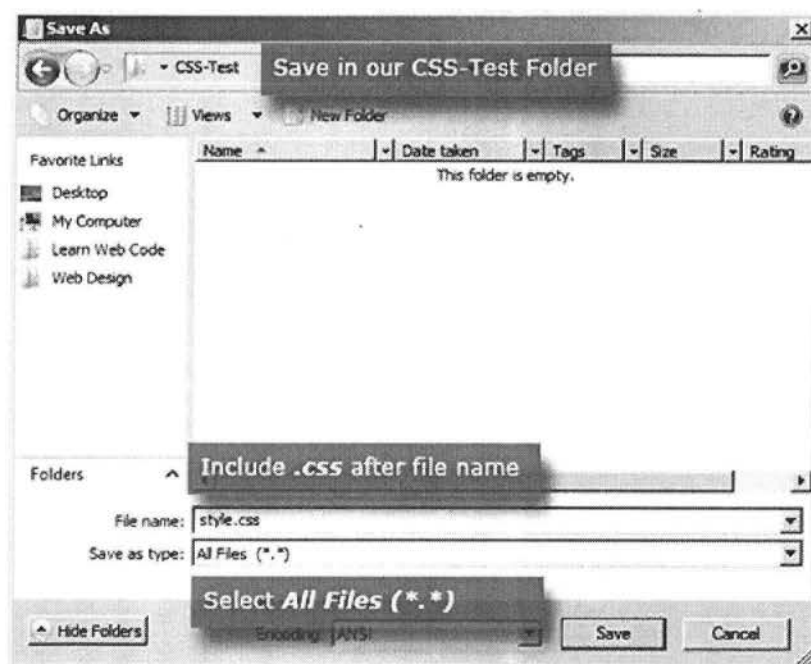 Save As
CSS-Test
Save in our CSS-Test Folder
Organize
Views
New Folder
Favorite Links
Name
Date taken
Tags
Size
Rating
This folder is empty.
Desktop
My Computer
Learn Web Code
Web Design
Folders
Include .css after file name
File name:
style.css
Save as type:
All Files (*.*)
Select All Files (*.*)
Hide Folders
Encoding:
ANSI
Save
Cancel